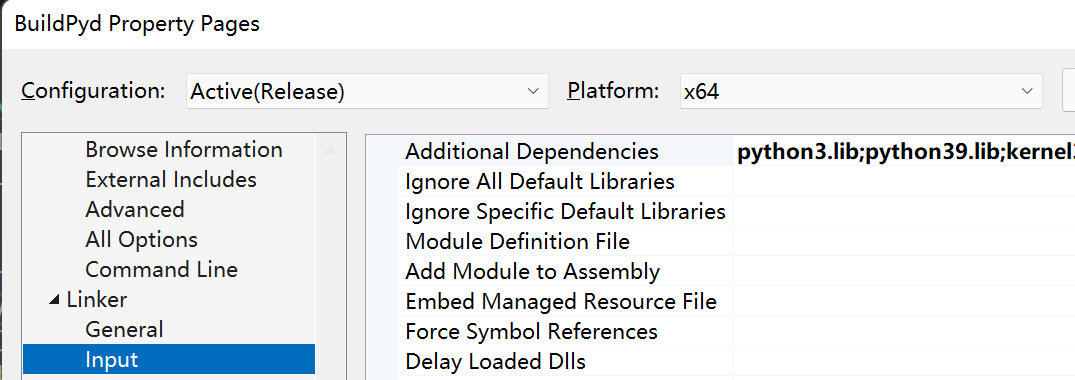 BuildPyd Property Pages
Configuration: Active(Release) Platform: x64
Browse Information
External Includes
Advanced
All Options
Command Line
Linker
General
Input
Additional Dependencies python3.lib;python39.lib;kernel3
Ignore All Default Libraries
Ignore Specific Default Libraries
Module Definition File
Add Module to Assembly
Embed Managed Resource File
Force Symbol References
Delay Loaded Dlls